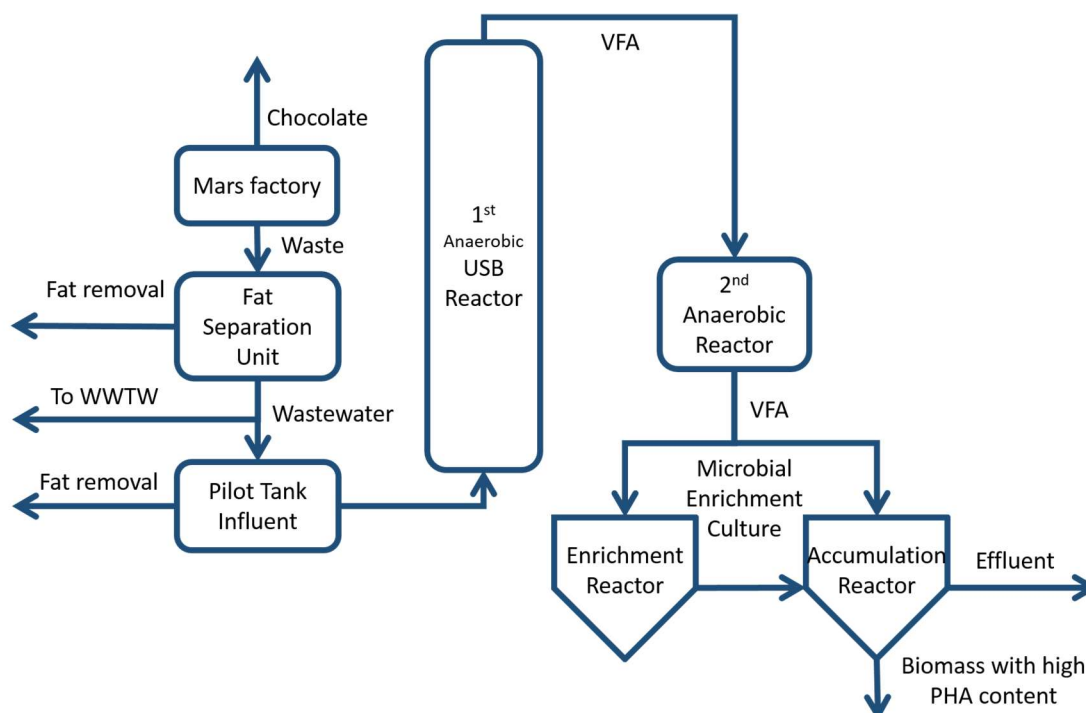 Chocolate
Mars factory
Waste
Fat removal
Fat
Separation
Unit
To WWTW
Wastewater
Fat removal
Pilot Tank
Influent
1st
Anaerobic
USB
Reactor
VFA
2nd
Anaerobic
Reactor
VFA
Microbial
Enrichment
Culture
Enrichment
Reactor
Accumulation
Reactor
Effluent
Biomass with high
PHA content